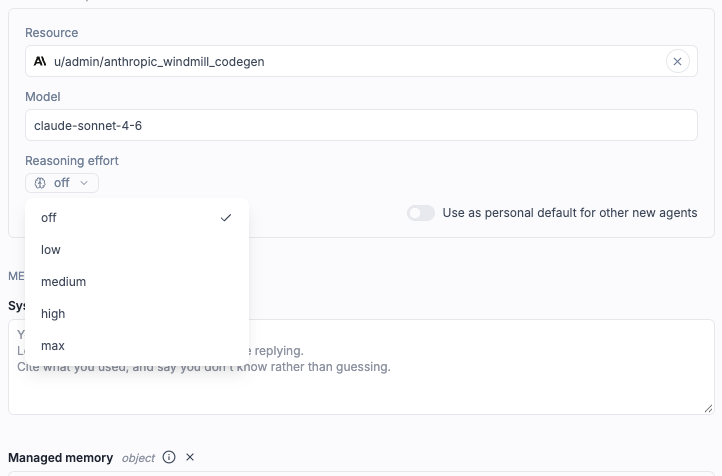 Resource
u/admin/anthropic_windmill_codegen
Model
claude-sonnet-4-6
Reasoning effort
off
off
low
medium
high
max
Use as personal default for other new agents
ME
Sys
Y
replying.
Cite what you used, and say you don't know rather than guessing.
Managed memory object